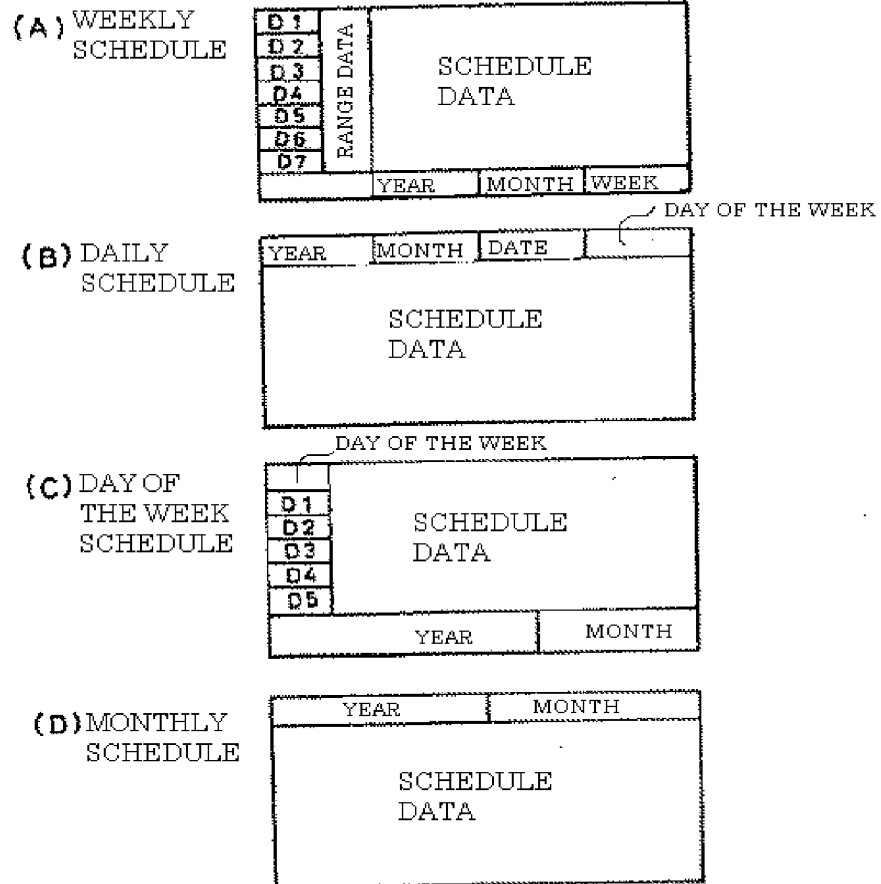 (A) WEEKLY
SCHEDULE
D1
D2
D3
D4
D5
D6
D7
RANGE DATA
SCHEDULE
DATA
YEAR MONTH WEEK
DAY OF THE WEEK
(B) DAILY
SCHEDULE
YEAR MONTH DATE
SCHEDULE
DATA
DAY OF THE WEEK
(C) DAY OF
THE WEEK
SCHEDULE
D1
D2
D3
D4
D5
SCHEDULE
DATA
YEAR MONTH
(D) MONTHLY
SCHEDULE
YEAR MONTH
SCHEDULE
DATA